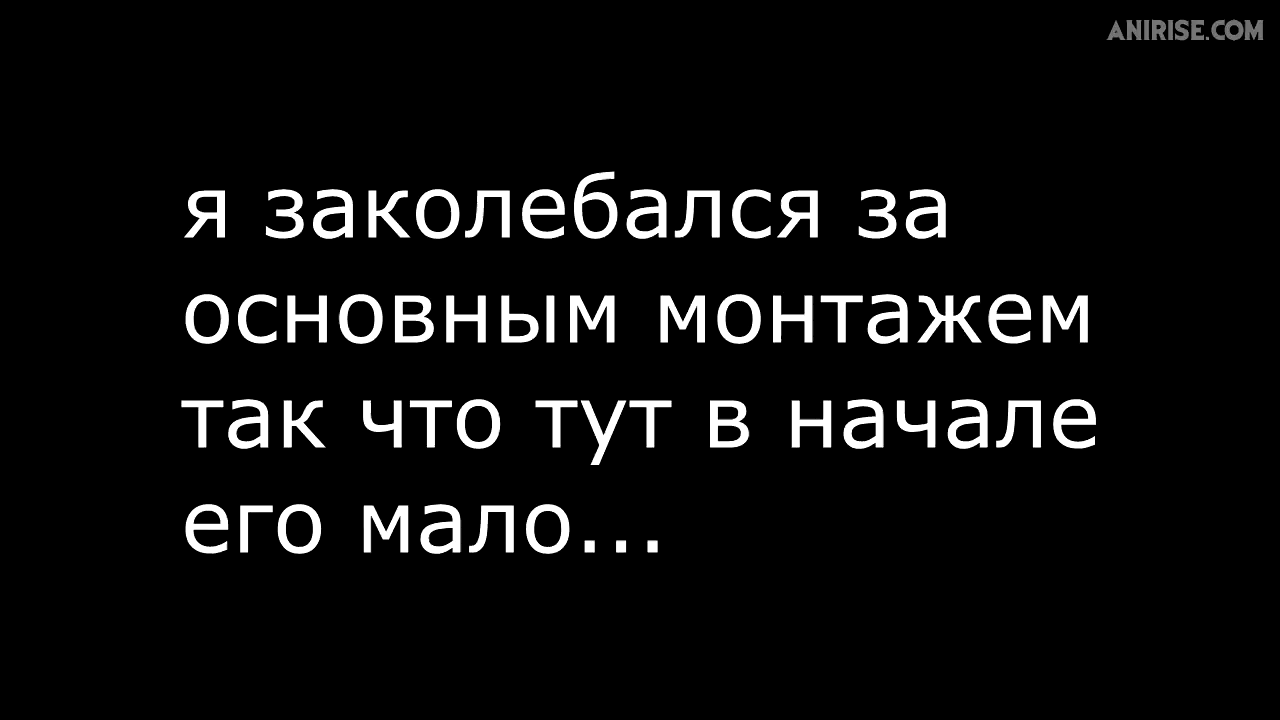 ANIRISE.COM
я заколебался за
основным монтажем
так что тут в начале
его мало...